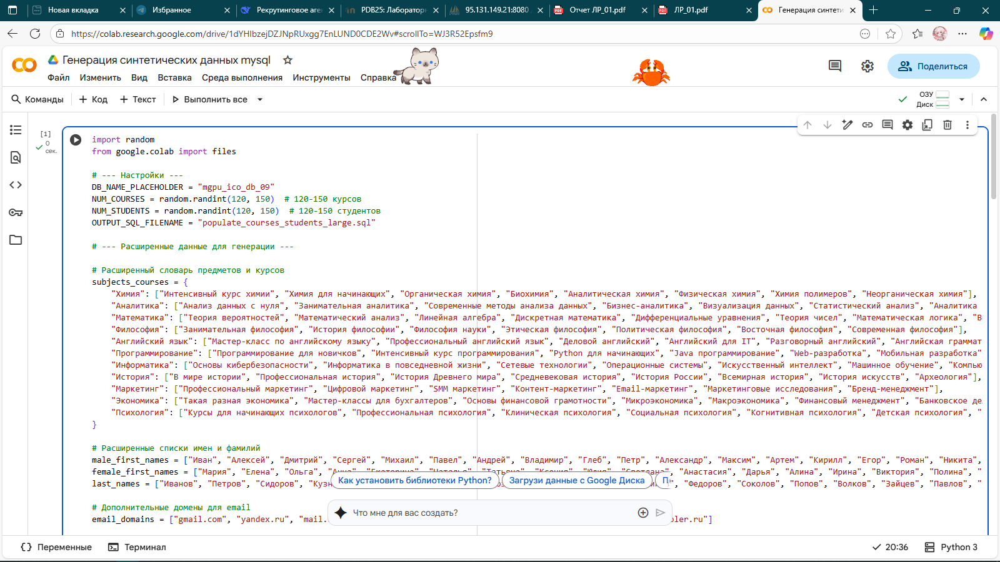 Новая вкладка
Избранное
Рекрутинговое аге
PDB25: Лаборатор
95.131.149.21:8080
Отчет ЛР_01.pdf
ЛР_01.pdf
Генерация синтети
https://colab.research.google.com/drive/1dYHIbzejDZJNpRUxgg7EnLUND0CDE2Wv#scrollTo=WJ3R52Epsfm9
Генерация синтетических данных mysql
Файл Изменить Вид Вставка Среда выполнения Инструменты Справка
Поделиться
Команды + Код + Текст Выполнить все
ОЗУ
Диск
[1]
0
сек.
import random
from google.colab import files
# --- Настройки ---
DB_NAME_PLACEHOLDER = "mgpu_ico_db_09"
NUM_COURSES = random.randint(120, 150)  # 120-150 курсов
NUM_STUDENTS = random.randint(120, 150)  # 120-150 студентов
OUTPUT_SQL_FILENAME = "populate_courses_students_large.sql"
# --- Расширенные данные для генерации ---
# Расширенный словарь предметов и курсов
subjects_courses = {
"Химия": ["Интенсивный курс химии", "Химия для начинающих", "Органическая химия", "Биохимия", "Аналитическая химия", "Физическая химия", "Химия полимеров", "Неорганическая химия"],
"Аналитика": ["Анализ данных с нуля", "Занимательная аналитика", "Современные методы анализа данных", "Бизнес-аналитика", "Визуализация данных", "Статистический анализ", "Аналитика
"Математика": ["Теория вероятностей", "Математический анализ", "Линейная алгебра", "Дискретная математика", "Дифференциальные уравнения", "Теория чисел", "Математическая логика", "В
"Философия": ["Занимательная философия", "История философии", "Философия науки", "Этическая философия", "Политическая философия", "Восточная философия", "Современная философия"],
"Английский язык": ["Мастер-класс по английскому языку", "Профессиональный английский язык", "Деловой английский", "Английский для IT", "Разговорный английский", "Английская граммат
"Программирование": ["Программирование для новичков", "Интенсивный курс программирования", "Python для начинающих", "Java программирование", "Web-разработка", "Мобильная разработка"
"Информатика": ["Основы кибербезопасности", "Информатика в повседневной жизни", "Сетевые технологии", "Операционные системы", "Искусственный интеллект", "Машинное обучение", "Компью
"История": ["В мире истории", "Профессиональная история", "История Древнего мира", "Средневековая история", "История России", "Всемирная история", "История искусств", "Археология"],
"Маркетинг": ["Профессиональный маркетинг", "Цифровой маркетинг", "SMM маркетинг", "Контент-маркетинг", "Email-маркетинг", "Маркетинговые исследования", "Бренд-менеджмент"],
"Экономика": ["Такая разная экономика", "Мастер-классы для бухгалтеров", "Основы финансовой грамотности", "Микроэкономика", "Макроэкономика", "Финансовый менеджмент", "Банковское де
"Психология": ["Курсы для начинающих психологов", "Профессиональная психология", "Клиническая психология", "Социальная психология", "Когнитивная психология", "Детская психология", "
}
# Расширенные списки имен и фамилий
male_first_names = ["Иван", "Алексей", "Дмитрий", "Сергей", "Михаил", "Павел", "Андрей", "Владимир", "Глеб", "Петр", "Александр", "Максим", "Артем", "Кирилл", "Егор", "Роман", "Никита",
female_first_names = ["Мария", "Елена", "Ольга", "Анна", "Екатерина", "Наталья", "Татьяна", "Ксения", "Юлия", "Светлана", "Анастасия", "Дарья", "Алина", "Ирина", "Виктория", "Полина", "
last_names = ["Иванов", "Петров", "Сидоров", "Кузн "Федоров", "Соколов", "Попов", "Волков", "Зайцев", "Павлов", "
Как установить библиотеки Python? Загрузи данные с Google Диска
# Дополнительные домены для email
email_domains = ["gmail.com", "yandex.ru", "mail. bler.ru"]
Что мне для вас создать?
Переменные Терминал
20:36 Python 3